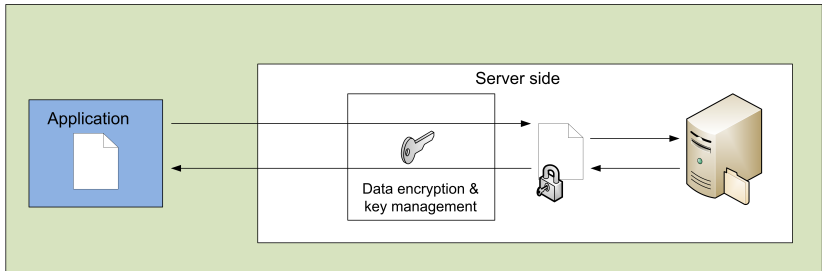 Server side
Application
Data encryption &
key management